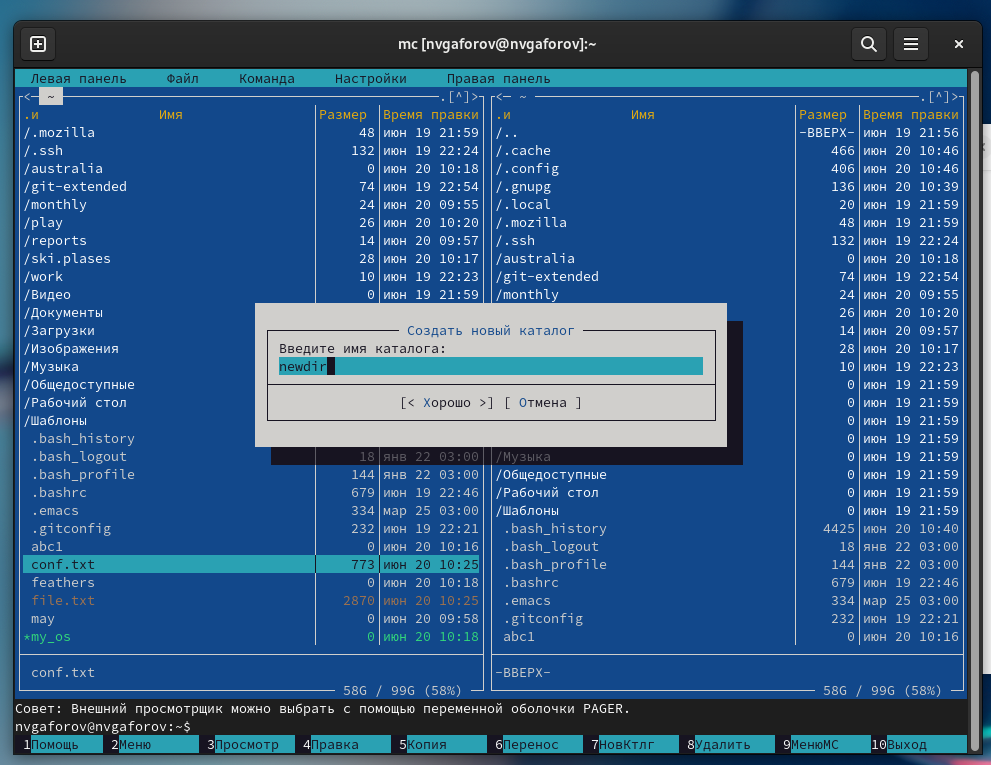 mc [nvgaforov@nvgaforov]:~
Левая панель Файл Команда Настройки Правая панель
<— ~ .[^]> <— ~ .[^]>
.и Имя Размер Время правки .и Имя Размер Время правки
/.mozilla 48 июн 19 21:59 /.. —ВВЕРХ— июн 19 21:56
/.ssh 132 июн 19 22:24 /.cache 466 июн 20 10:46
/australia 0 июн 20 10:18 /.config 406 июн 20 10:46
/git-extended 74 июн 19 22:54 /.gnupg 136 июн 20 10:39
/monthly 24 июн 20 09:55 /.local 20 июн 19 21:59
/play 26 июн 20 10:20 /.mozilla 48 июн 19 21:59
/reports 14 июн 20 09:57 /.ssh 132 июн 19 22:24
/ski.plases 28 июн 20 10:17 /australia 0 июн 20 10:18
/work 10 июн 19 22:23 /git-extended 74 июн 19 22:54
/Видео 0 июн 19 21:59 /monthly 24 июн 20 09:55
/Документы 26 июн 20 10:20
/Загрузки Создать новый каталог 14 июн 20 09:57
/Изображения Введите имя каталога: 28 июн 20 10:17
/Музыка newdir 10 июн 19 22:23
/Общедоступные 0 июн 19 21:59
/Рабочий стол [< Хорошо >] [ Отмена ] 0 июн 19 21:59
/Шаблоны 0 июн 19 21:59
.bash_history 0 июн 19 21:59
.bash_logout 18 янв 22 03:00 /Музыка 0 июн 19 21:59
.bash_profile 144 янв 22 03:00 /Общедоступные 0 июн 19 21:59
.bashrc 679 июн 19 22:46 /Рабочий стол 0 июн 19 21:59
.emacs 334 мар 25 03:00 /Шаблоны 0 июн 19 21:59
.gitconfig 232 июн 19 22:21 .bash_history 4425 июн 20 10:40
abc1 0 июн 20 10:16 .bash_logout 18 янв 22 03:00
conf.txt 773 июн 20 10:25 .bash_profile 144 янв 22 03:00
feathers 0 июн 20 10:18 .bashrc 679 июн 19 22:46
file.txt 2870 июн 20 10:25 .emacs 334 мар 25 03:00
may 0 июн 20 09:58 .gitconfig 232 июн 19 22:21
*my_os 0 июн 20 10:18 abc1 0 июн 20 10:16
conf.txt —ВВЕРХ—
58G / 99G (58%) 58G / 99G (58%)
Совет: Внешний просмотрщик можно выбрать с помощью переменной оболочки PAGER.
nvgaforov@nvgaforov:~$
1Помощь 2Меню 3Просмотр 4Правка 5Копия 6Перенос 7НовКтлг 8Удалить 9МенюMC 10Выход